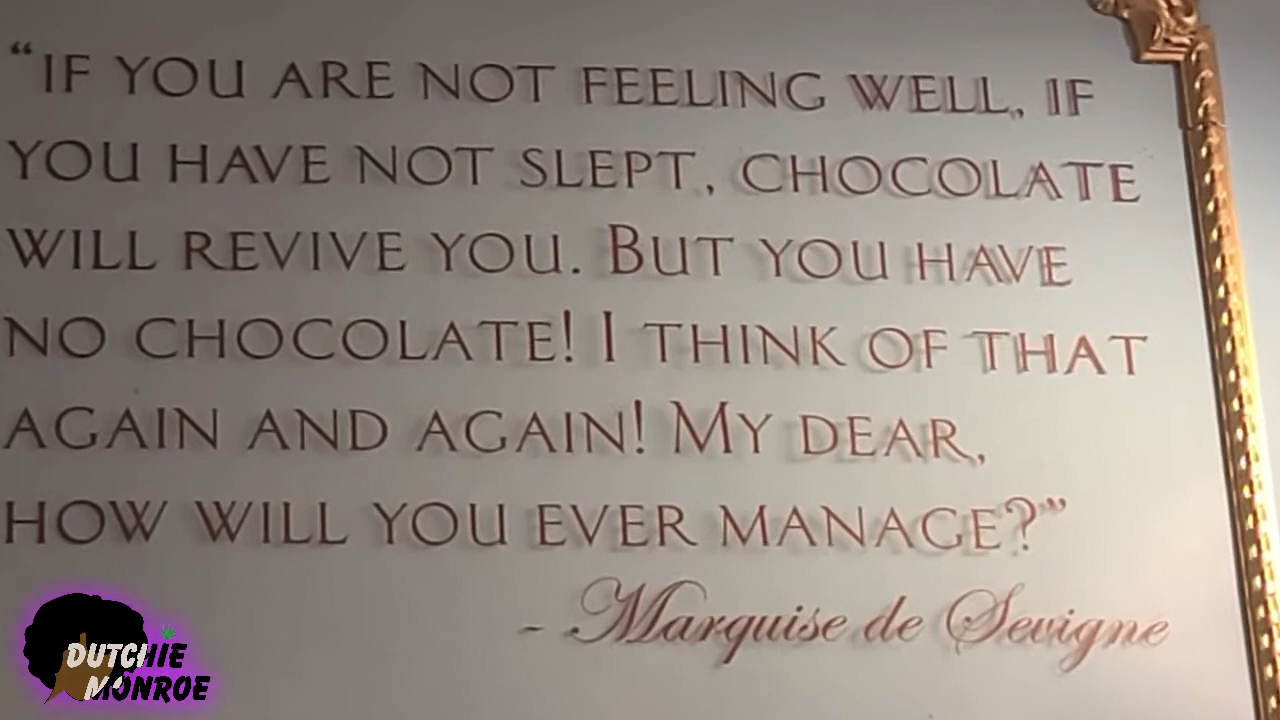 “IF YOU ARE NOT FEELING WELL, IF
YOU HAVE NOT SLEPT, CHOCOLATE
WILL REVIVE YOU. BUT YOU HAVE
NO CHOCOLATE! I THINK OF THAT
AGAIN AND AGAIN! MY DEAR,
HOW WILL YOU EVER MANAGE?”
- Marquise de Sevigne
DUTCHIE
MONROE